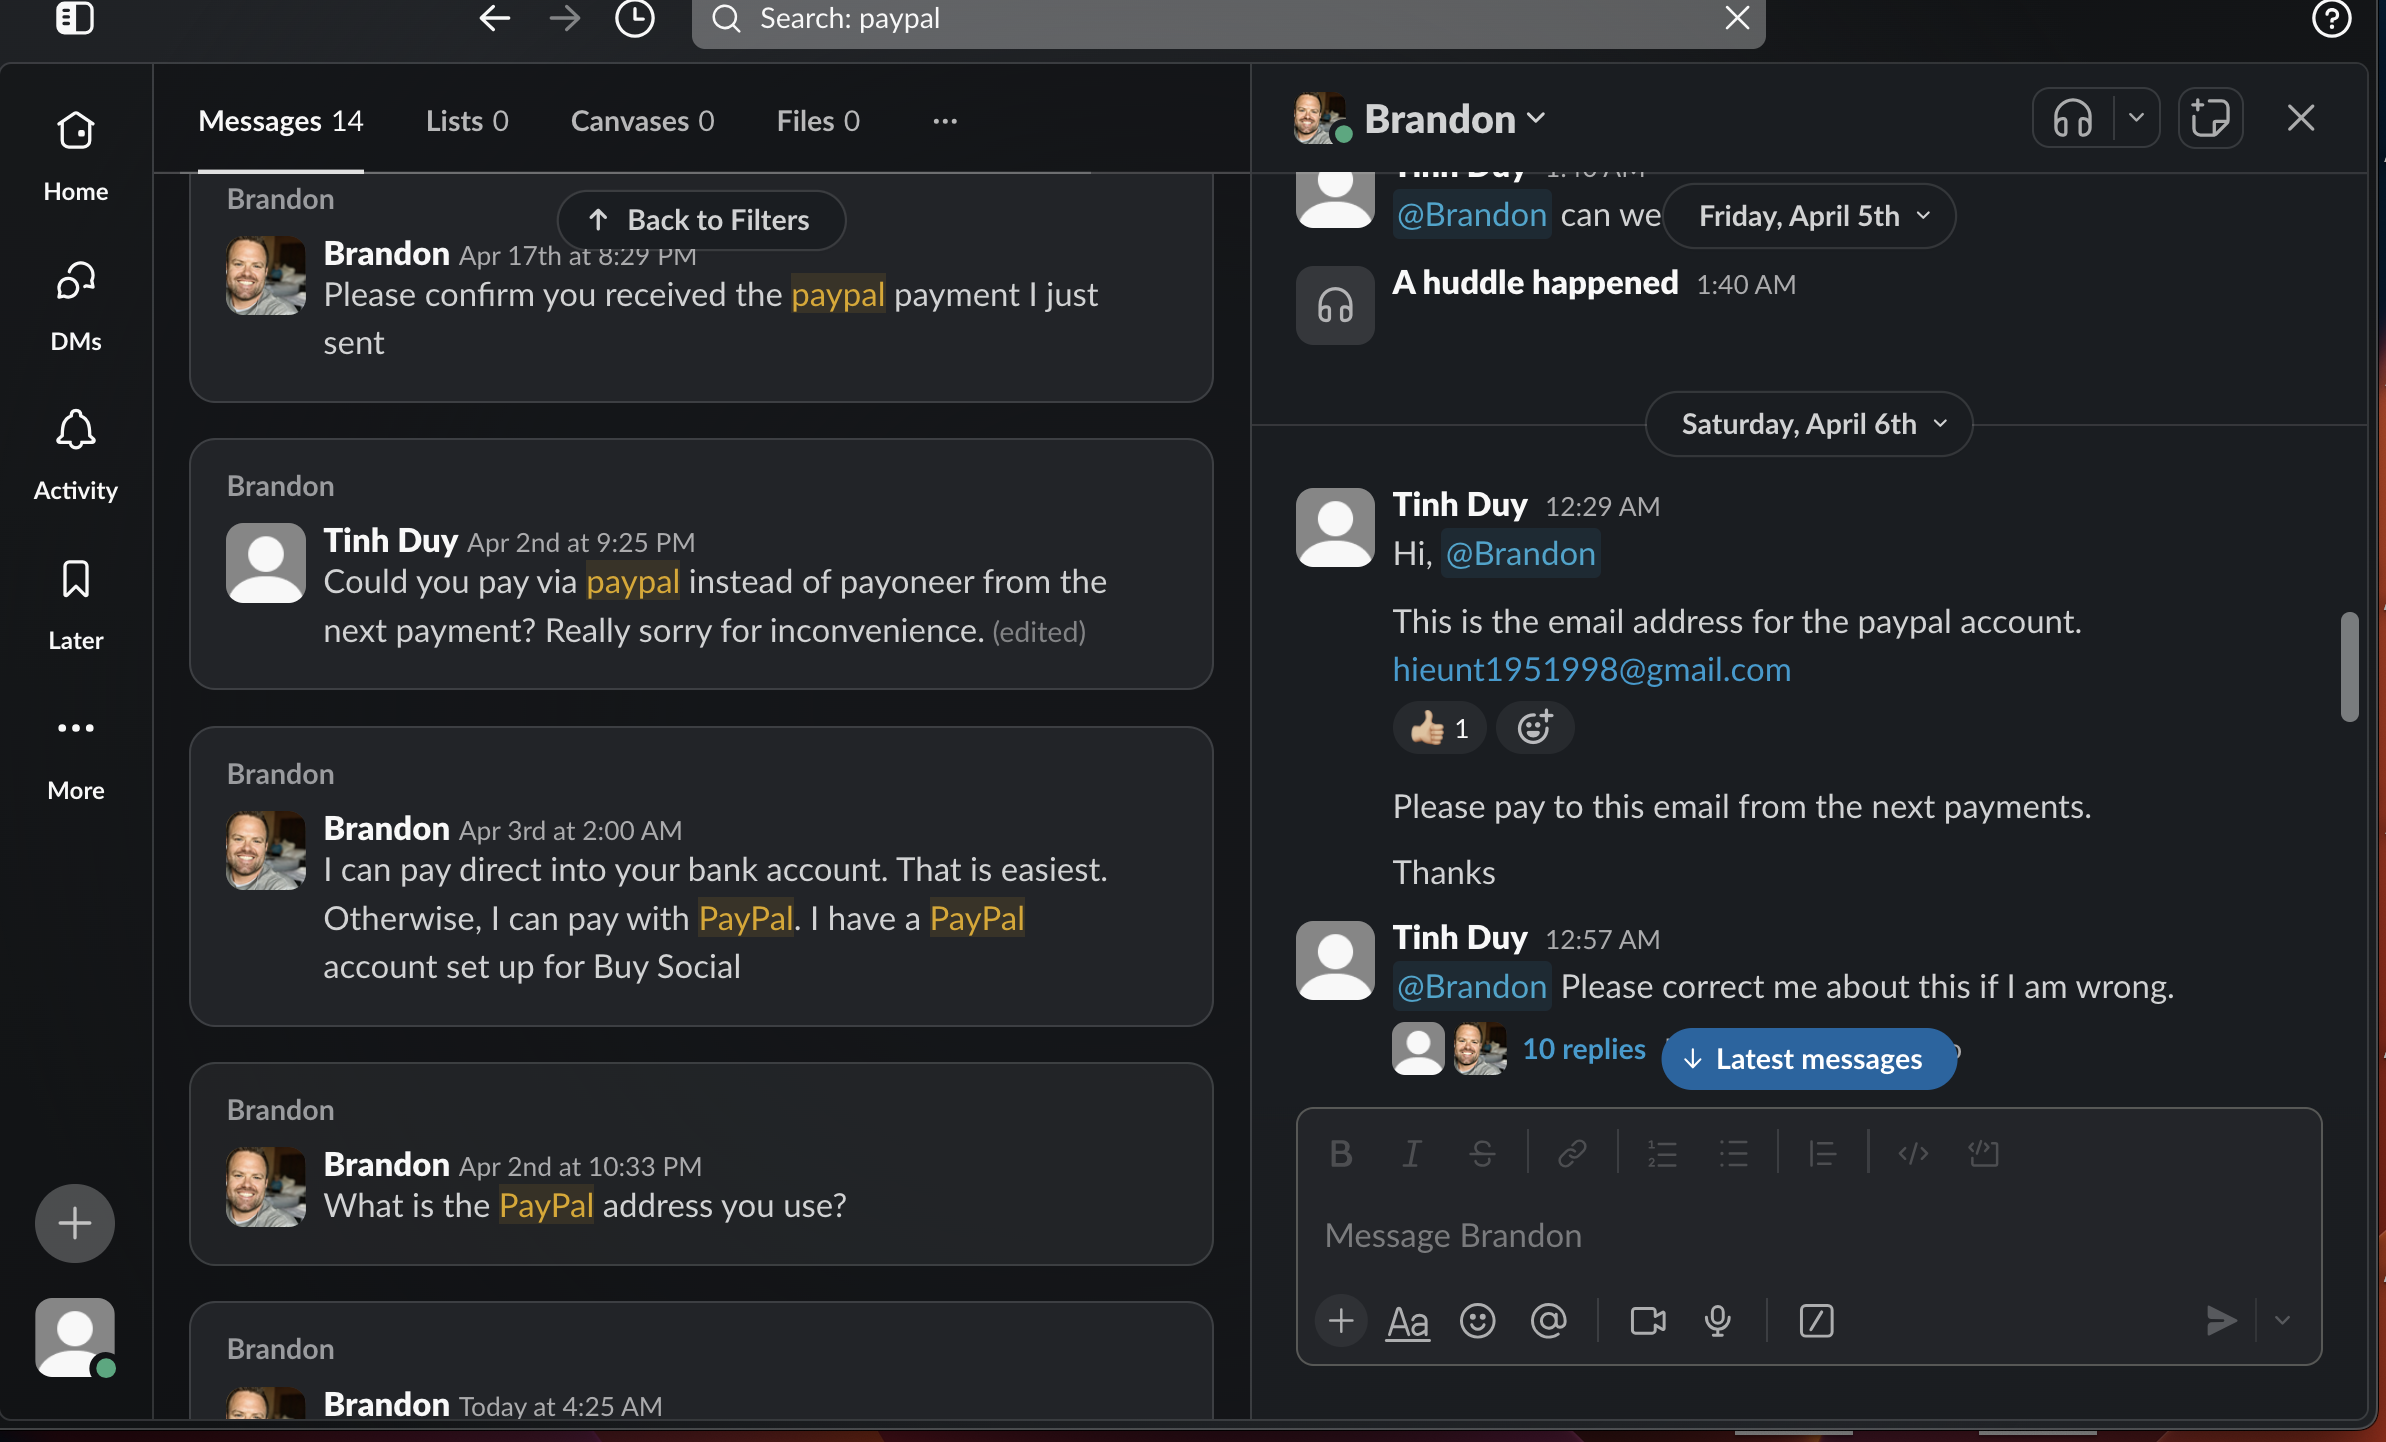 Search: paypal
Home
DMs
Activity
Later
More
Messages 14
Lists 0
Canvases 0
Files 0
Back to Filters
Brandon
Brandon Apr 17th at 8:29 PM
Please confirm you received the paypal payment I just
sent
Brandon
Tinh Duy Apr 2nd at 9:25 PM
Could you pay via paypal instead of payoneer from the
next payment? Really sorry for inconvenience. (edited)
Brandon
Brandon Apr 3rd at 2:00 AM
I can pay direct into your bank account. That is easiest.
Otherwise, I can pay with PayPal. I have a PayPal
account set up for Buy Social
Brandon
Brandon Apr 2nd at 10:33 PM
What is the PayPal address you use?
Brandon
Brandon Today at 4:25 AM
Brandon
Tinh Duy 1:40 AM
@Brandon can we
Friday, April 5th
A huddle happened 1:40 AM
Saturday, April 6th
Tinh Duy 12:29 AM
Hi, @Brandon
This is the email address for the paypal account.
hieunt1951998@gmail.com
1
Please pay to this email from the next payments.
Thanks
Tinh Duy 12:57 AM
@Brandon Please correct me about this if I am wrong.
10 replies
Latest messages
Message Brandon
Aa